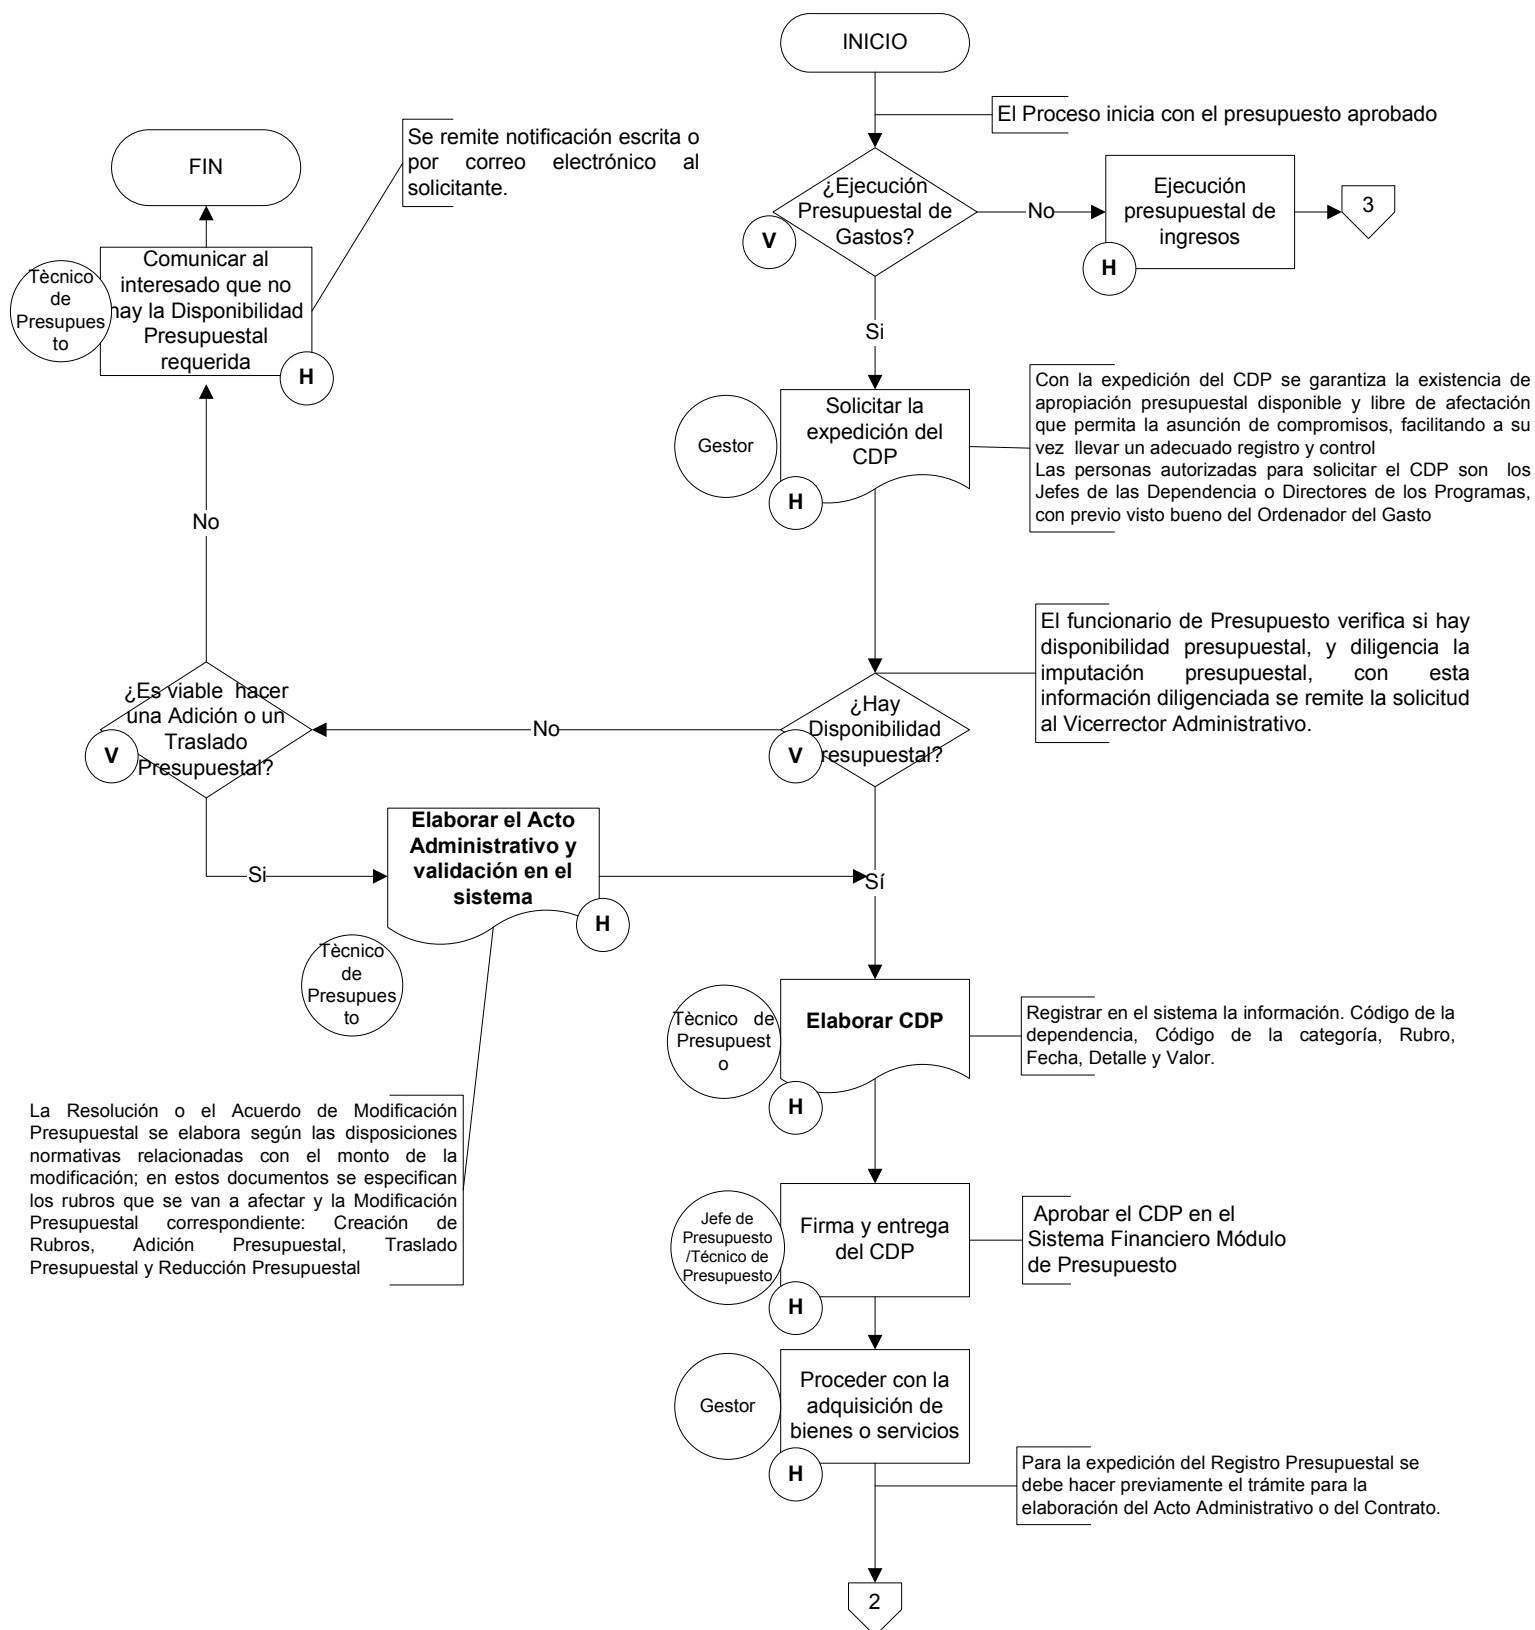 INICIO
El Proceso inicia con el presupuesto aprobado
Se remite notificación escrita o
por correo electrónico al
solicitante.
FIN
¿Ejecución
Presupuestal de
Gastos?
V
No
Ejecución
presupuestal de
ingresos
H
3
Comunicar al
interesado que no
hay la Disponibilidad
Presupuestal
requerida
H
Tècnico
de
Presupues
to
Si
Solicitar la
expedición del
CDP
H
Gestor
Con la expedición del CDP se garantiza la existencia de
apropiación presupuestal disponible y libre de afectación
que permita la asunción de compromisos, facilitando a su
vez llevar un adecuado registro y control
Las personas autorizadas para solicitar el CDP son los
Jefes de las Dependencia o Directores de los Programas,
con previo visto bueno del Ordenador del Gasto
No
El funcionario de Presupuesto verifica si hay
disponibilidad presupuestal, y diligencia la
imputación presupuestal, con esta
información diligenciada se remite la solicitud
al Vicerrector Administrativo.
¿Es viable hacer
una Adición o un
Traslado
Presupuestal?
V
No
¿Hay
Disponibilidad
resupuestal?
V
Si
Elaborar el Acto
Administrativo y
validación en el
sistema
H
Sí
Tècnico
de
Presupues
to
Tècnico de
Presupuest
o
Elaborar CDP
H
Registrar en el sistema la información. Código de la
dependencia, Código de la categoría, Rubro,
Fecha, Detalle y Valor.
La Resolución o el Acuerdo de Modificación
Presupuestal se elabora según las disposiciones
normativas relacionadas con el monto de la
modificación; en estos documentos se especifican
los rubros que se van a afectar y la Modificación
Presupuestal correspondiente: Creación de
Rubros, Adición Presupuestal, Traslado
Presupuestal y Reducción Presupuestal
Jefe de
Presupuesto
/Técnico de
Presupuesto
Firma y entrega
del CDP
H
Aprobar el CDP en el
Sistema Financiero Módulo
de Presupuesto
Gestor
Proceder con la
adquisición de
bienes o servicios
H
Para la expedición del Registro Presupuestal se
debe hacer previamente el trámite para la
elaboración del Acto Administrativo o del Contrato.
2